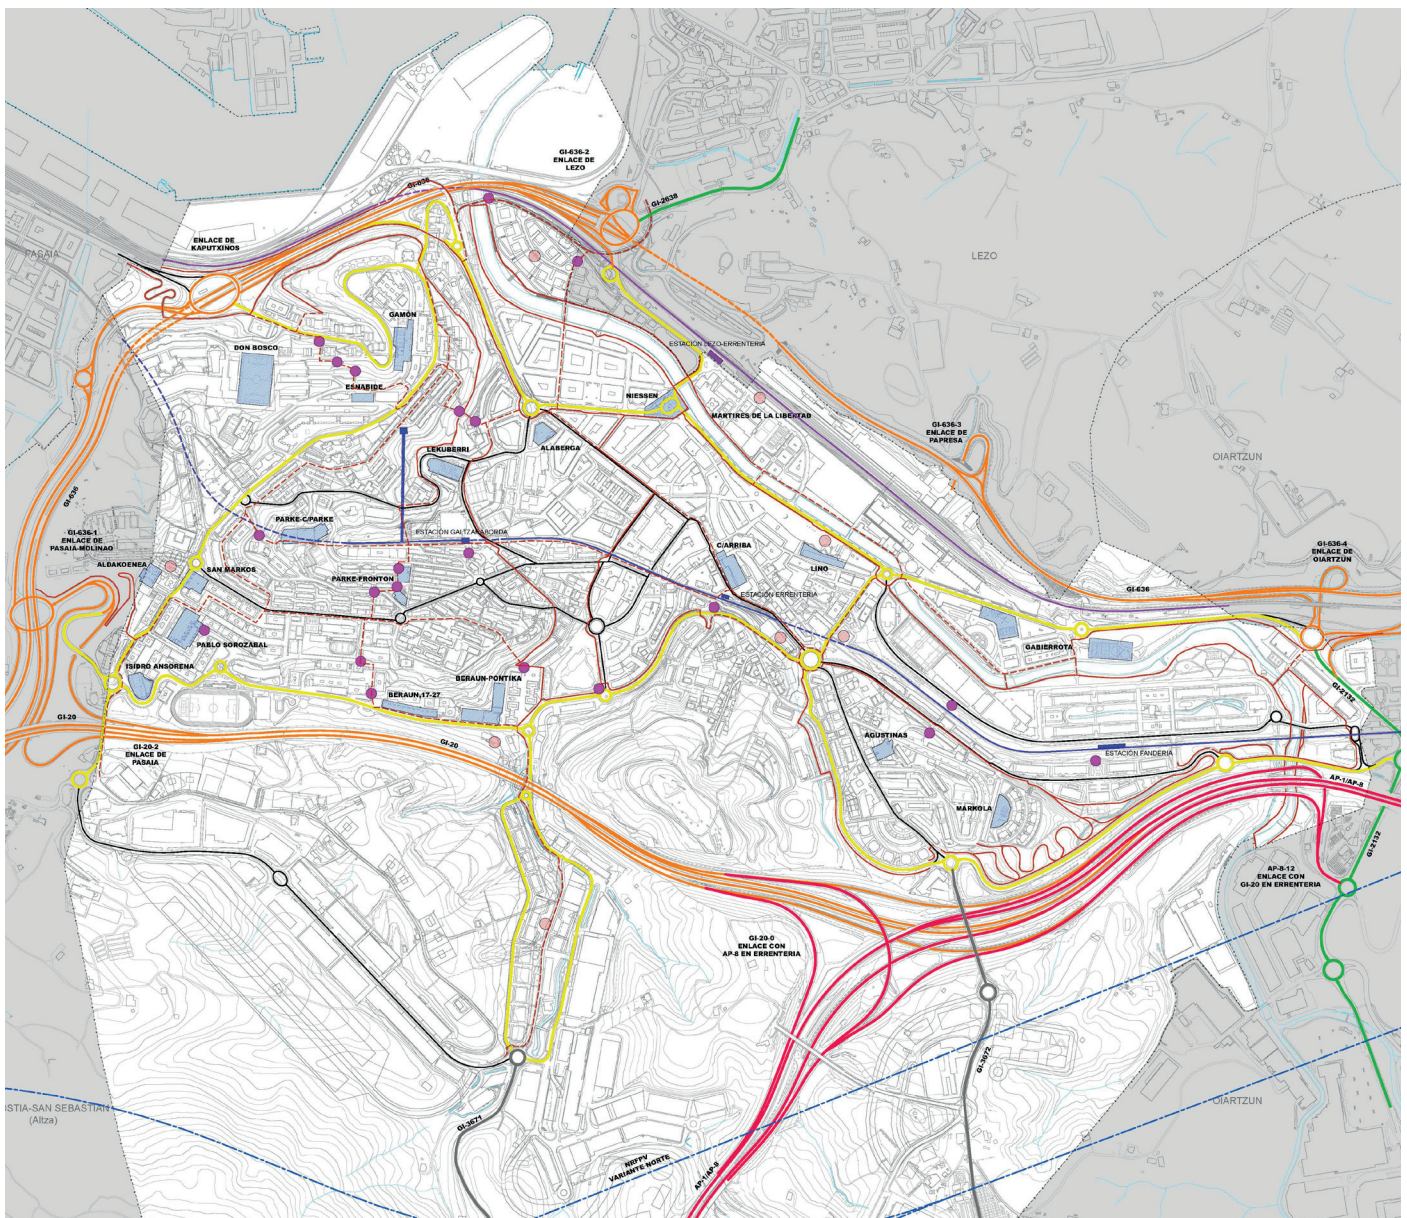 GI-636-2
ENLACE DE
LEZO
GI-636
GI-2638
ENLACE DE
KAPUTXINOS
PASAIA
LEZO
GAMÓN
DON BOSCO
ESTACIÓN LEZO-ERRENTERIA
ESNABIDE
NIESSEN
MARTIRES DE LA LIBERTAD
GI-636-3
ENLACE DE
PAPRESA
LEKUBERRI
ALABERGA
OIARTZUN
GI-636
PARKE-C/PARKE
ESTACIÓN GALTZARABORDA
GI-636-1
ENLACE DE
PASAIA-MOLINAO
C/ARRIBA
GI-636-4
ENLACE DE
OIARTZUN
ALDAKOENEA
SAN MARKOS
PARKE-FRONTON
LINO
ESTACIÓN ERRENTERIA
GI-636
PABLO SOROZABAL
GABIERROTA
ISIDRO ANSORENA
BERAUN-PONTIKA
BERAUN,17-27
GI-2132
GI-20
GI-20
AGUSTINAS
ESTACIÓN FANDERIA
GI-20-2
ENLACE DE
PASAIA
AP-1/AP-8
MARKOLA
GI-2132
AP-8-12
ENLACE CON
GI-20 EN ERRENTERIA
GI-20-0
ENLACE CON
AP-8 EN ERRENTERIA
GI-3672
OSTIA-SAN SEBASTIAN
(Altza)
OIARTZUN
GI-3671
NRFPV
VARIANTE NORTE
AP-1/AP-8